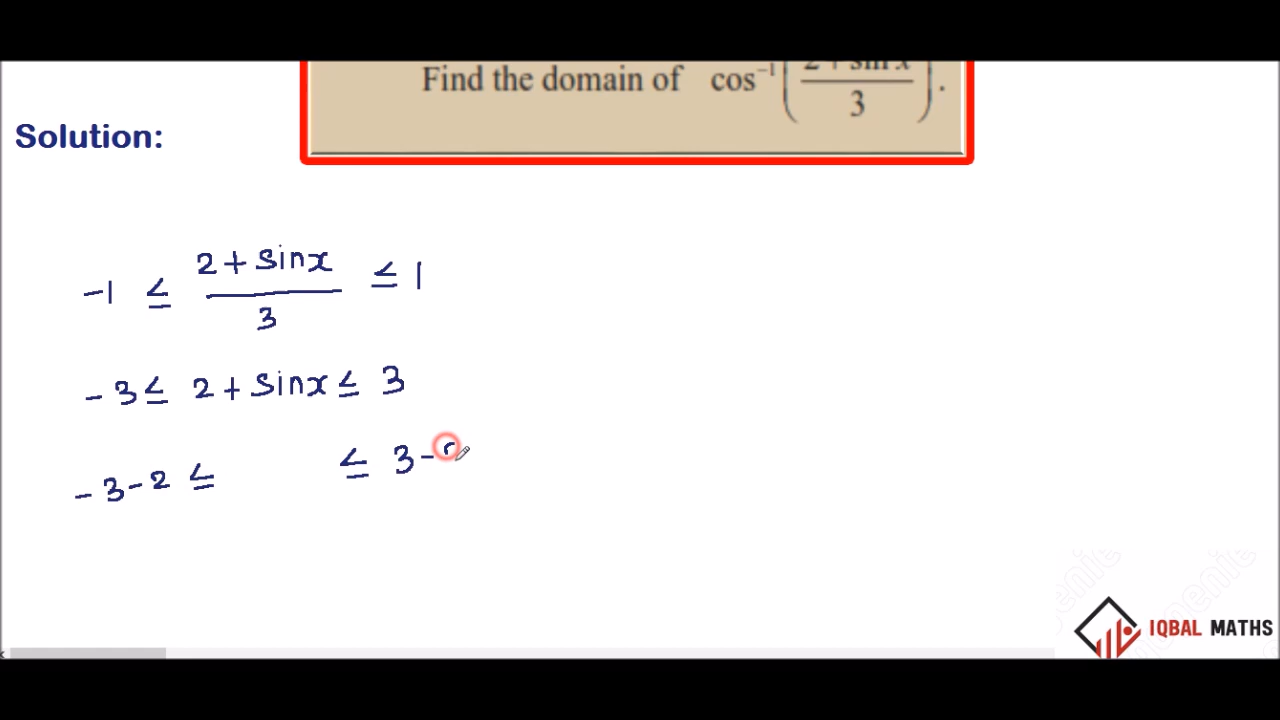 Find the domain of cos⁻¹(2 + sin x / 3).
Solution:
-1 ≤ 2 + sinx / 3 ≤ 1
-3 ≤ 2 + sinx ≤ 3
-3-2 ≤ ≤ 3-
IQBAL MATHS